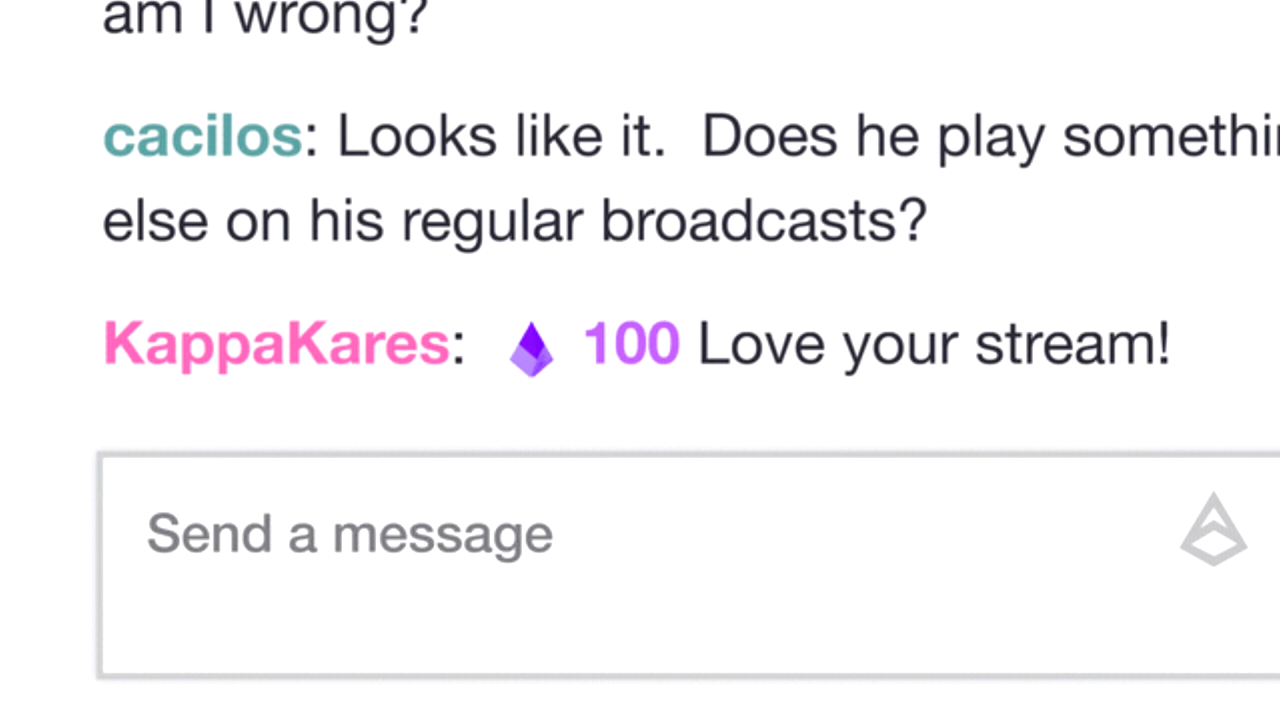 am I wrong?
cacilos: Looks like it.  Does he play
else on his regular broadcasts?
KappaKares: 100 Love your stream!
Send a message